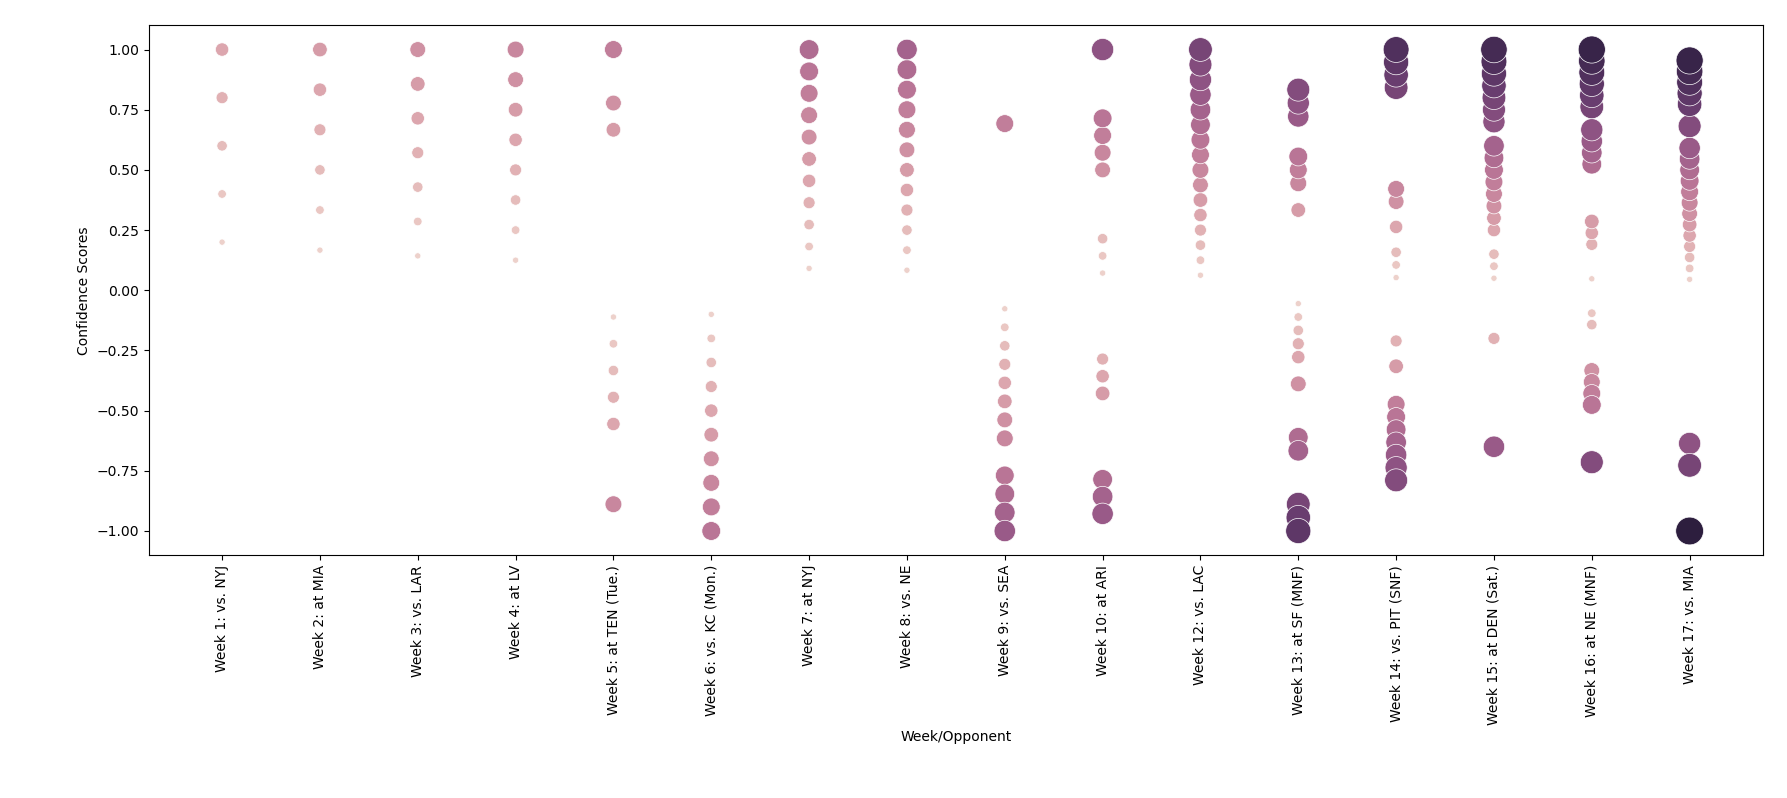 1.00
0.75
0.50
0.25
0.00
−0.25
−0.50
−0.75
−1.00
Confidence Scores
Week 1: vs. NYJ
Week 2: at MIA
Week 3: vs. LAR
Week 4: at LV
Week 5: at TEN (Tue.)
Week 6: vs. KC (Mon.)
Week 7: at NYJ
Week 8: vs. NE
Week 9: vs. SEA
Week 10: at ARI
Week 12: vs. LAC
Week 13: at SF (MNF)
Week 14: vs. PIT (SNF)
Week 15: at DEN (Sat.)
Week 16: at NE (MNF)
Week 17: vs. MIA
Week/Opponent